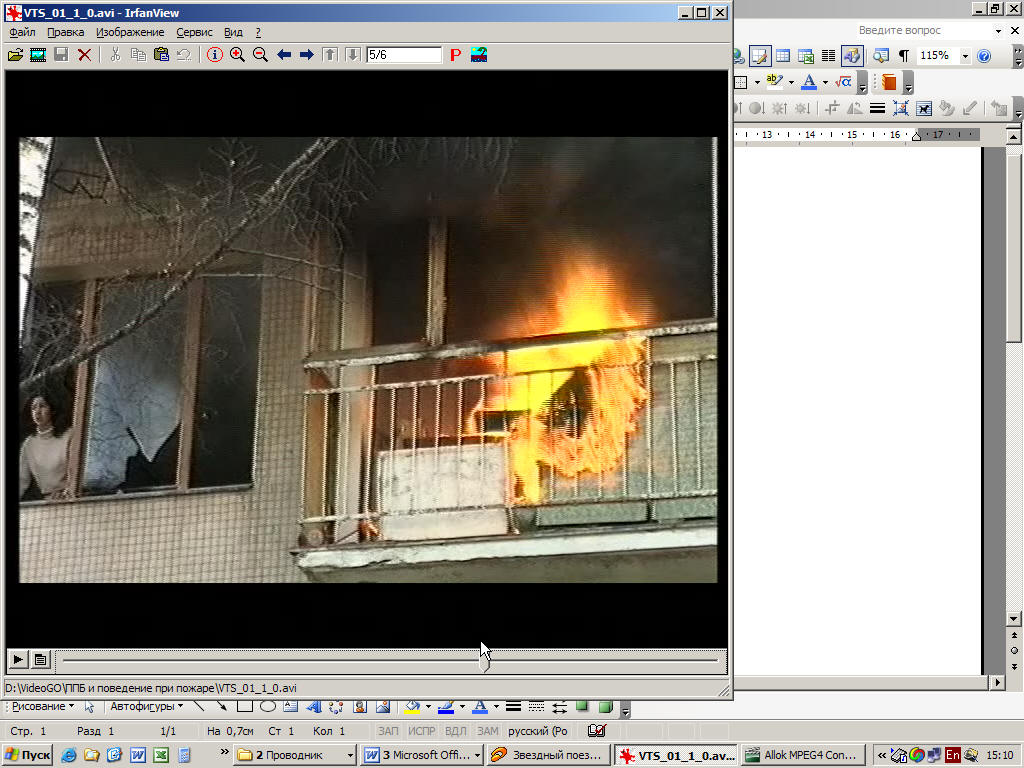 VTS_01_1_0.avi - IrfanView
Файл Правка Изображение Сервис Вид ?
5/6
P
Введите вопрос
115%
13 14 15 16 17
D:\VideoGO\ППБ и поведение при пожаре\VTS_01_1_0.avi
Рисование Автофигуры
Стр. 1 Разд 1 1/1 На 0,7см Ст 1 Кол 1 ЗАП ИСПР ВДЛ ЗАМ русский (Ро
Пуск 2 Проводник 3 Microsoft Offi... Звездный поез... VTS_01_1_0.av... Allok MPEG4 Con... En 15:10